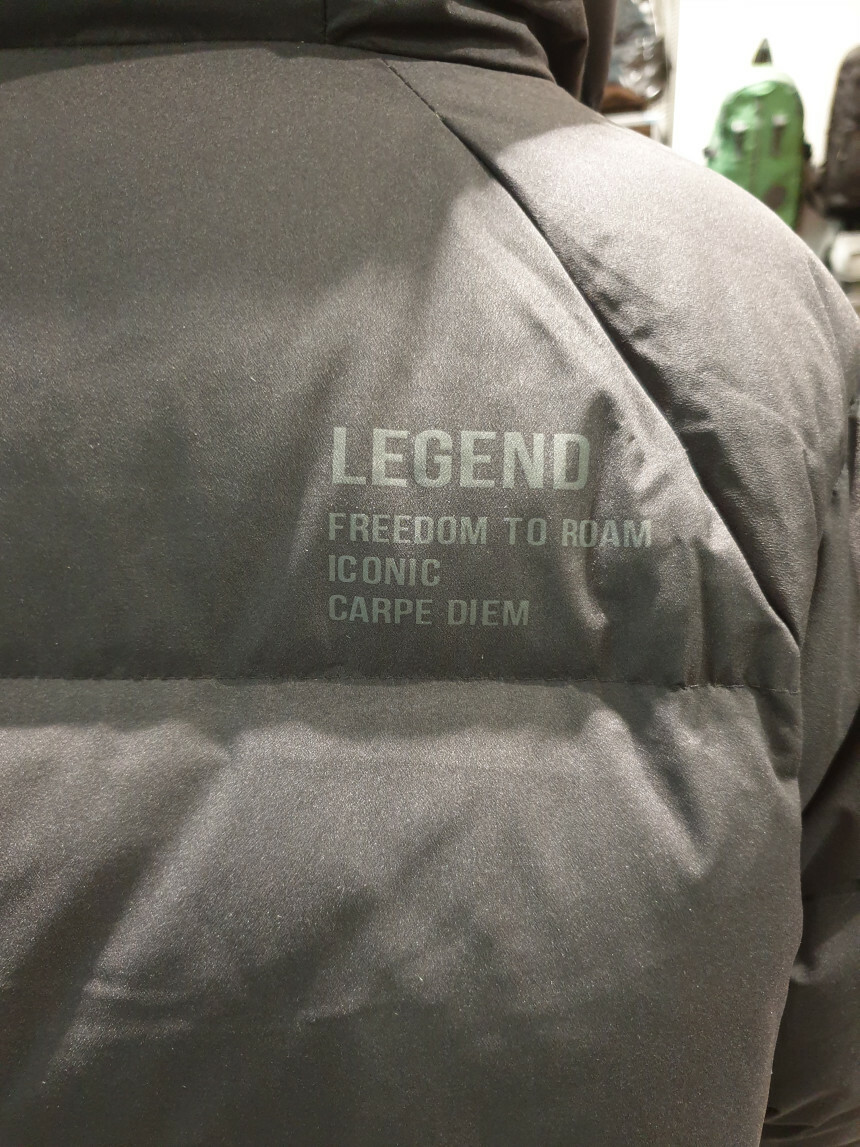 LEGEND
FREEDOM TO ROAM
ICONIC
CARPE DIEM